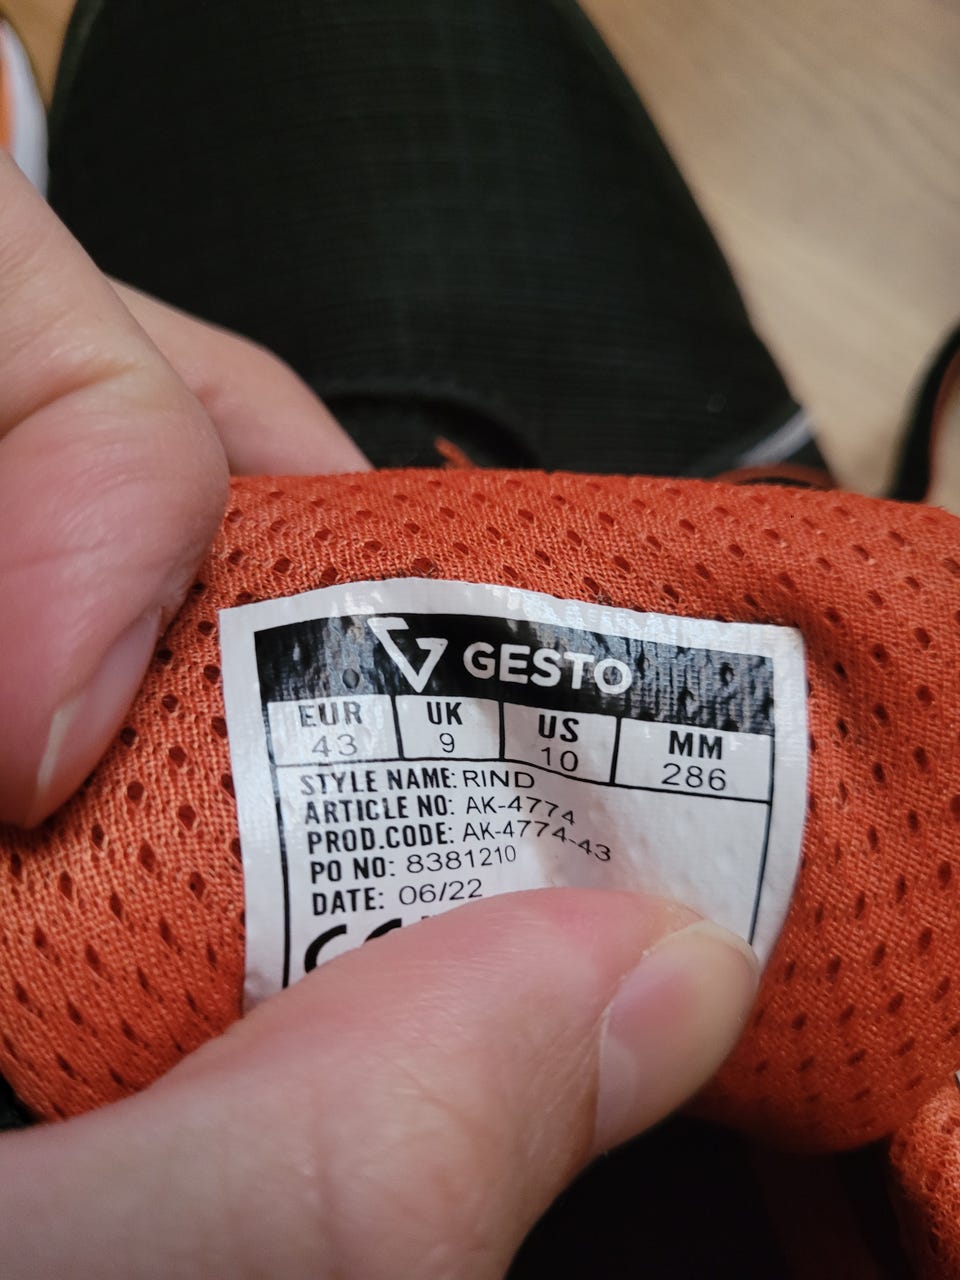 GESTO
EUR UK US MM
43 9 10 286
STYLE NAME: RIND
ARTICLE NO: AK-4774
PROD.CODE: AK-4774-43
PO NO: 8381210
DATE: 06/22
CE